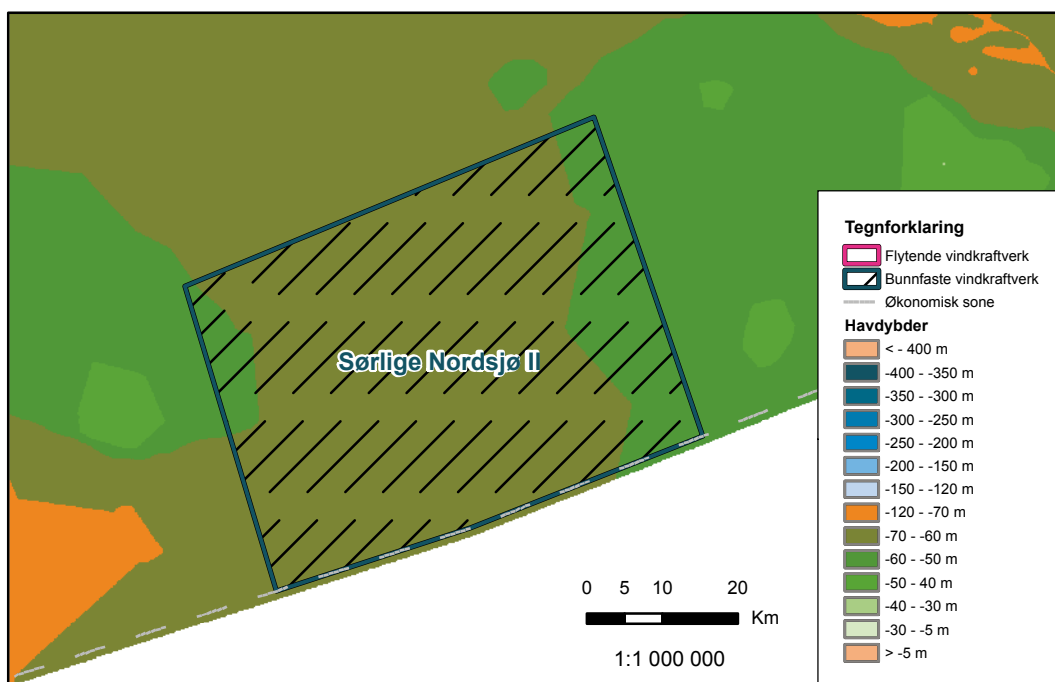 Sørlige Nordsjø II
Tegnforklaring
Flytende vindkraftverk
Bunnfaste vindkraftverk
Økonomisk sone
Havdybder
< - 400 m
-400 - -350 m
-350 - -300 m
-300 - -250 m
-250 - -200 m
-200 - -150 m
-150 - -120 m
-120 - -70 m
-70 - -60 m
-60 - -50 m
-50 - 40 m
-40 - -30 m
-30 - -5 m
> -5 m
0 5 10 20
Km
1:1 000 000